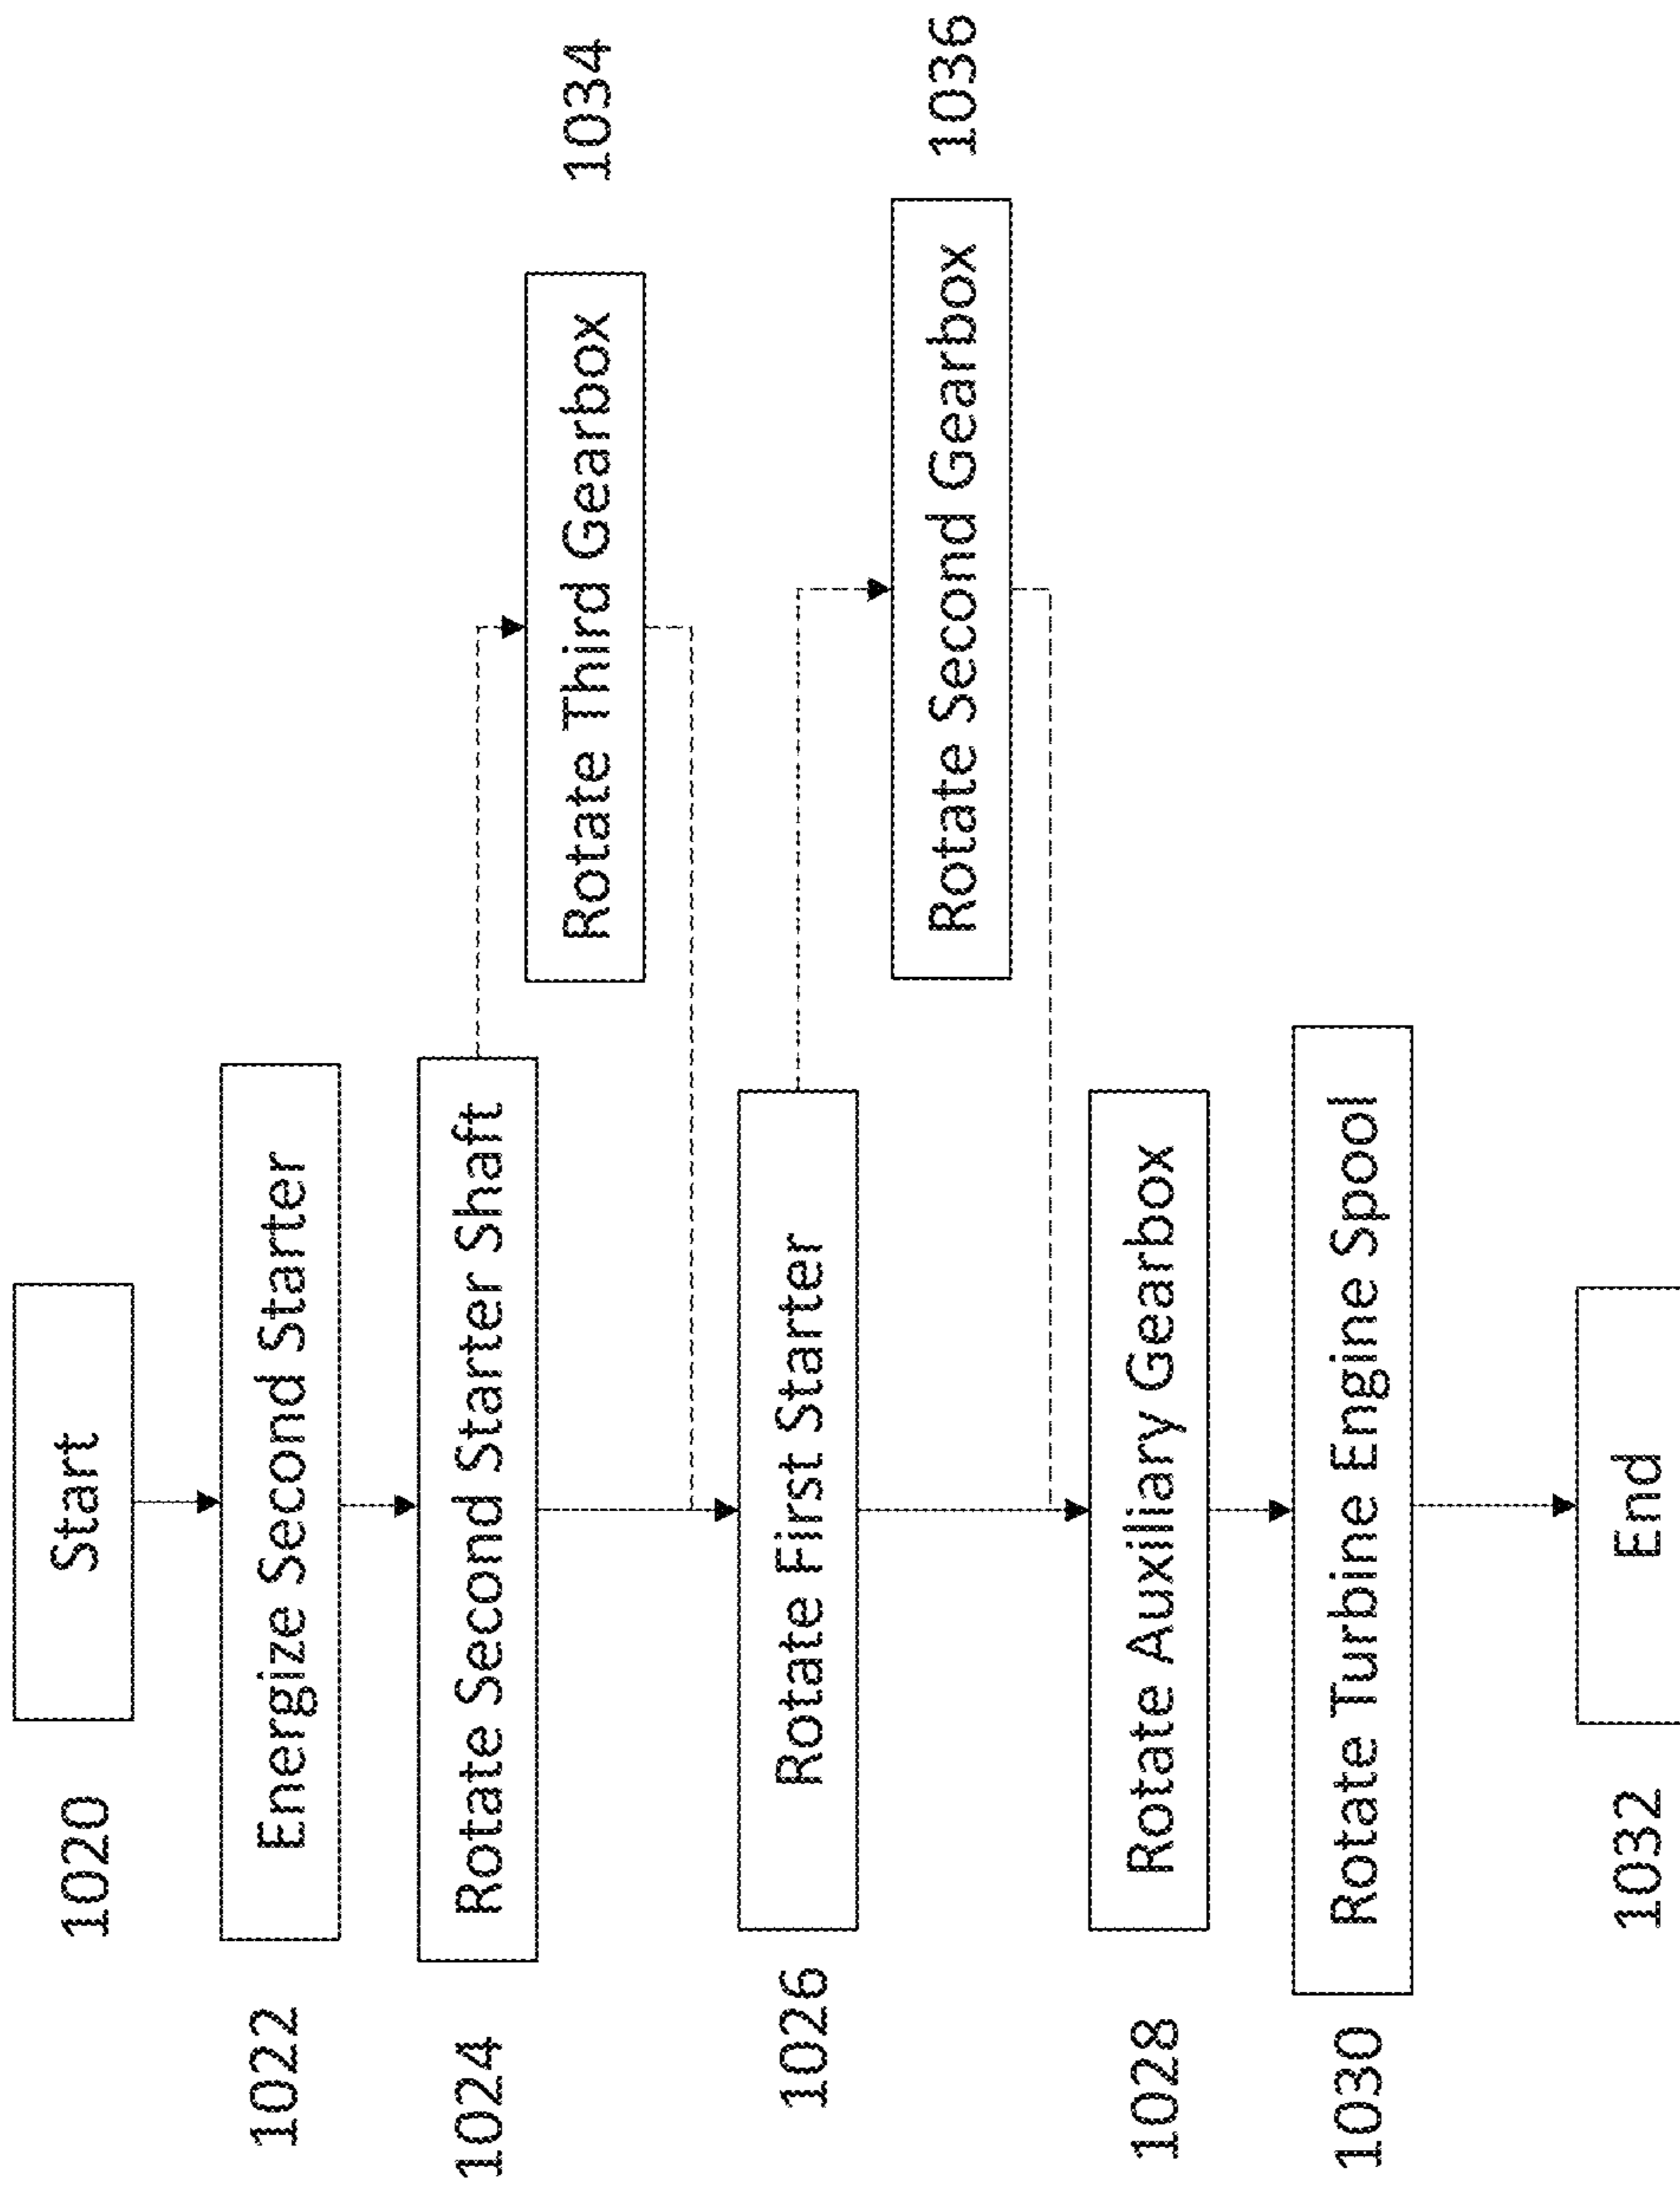 1020
Start
1022
Energize Second Starter
1024
Rotate Second Starter Shaft
Rotate Third Gearbox
1034
1026
Rotate First Starter
Rotate Second Gearbox
1036
1028
Rotate Auxiliary Gearbox
1030
Rotate Turbine Engine Spool
1032
End